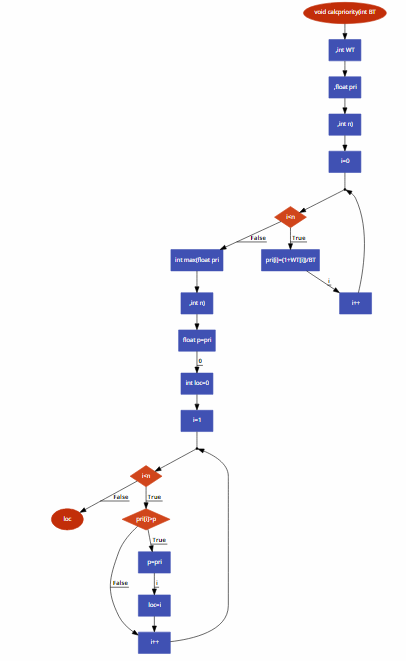 void calcpriority(int BT
,int WT
,float pri
,int n)
i=0
i<n
False
True
int max(float pri
pri[i]=(1+WT[i])/BT
i
i++
,int n)
float p=pri
0
int loc=0
i=1
i<n
False
True
loc
pri[i]>p
True
p=pri
False
i
loc=i
i++